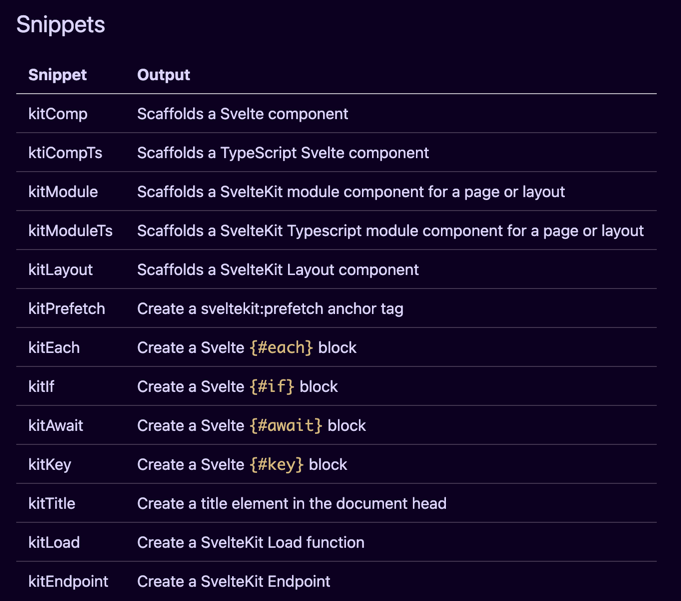 Snippets
Snippet Output
kitComp Scaffolds a Svelte component
ktiCompTs Scaffolds a TypeScript Svelte component
kitModule Scaffolds a SvelteKit module component for a page or layout
kitModuleTs Scaffolds a SvelteKit Typescript module component for a page or layout
kitLayout Scaffolds a SvelteKit Layout component
kitPrefetch Create a sveltekit:prefetch anchor tag
kitEach Create a Svelte {#each} block
kitIf Create a Svelte {#if} block
kitAwait Create a Svelte {#await} block
kitKey Create a Svelte {#key} block
kitTitle Create a title element in the document head
kitLoad Create a SvelteKit Load function
kitEndpoint Create a SvelteKit Endpoint